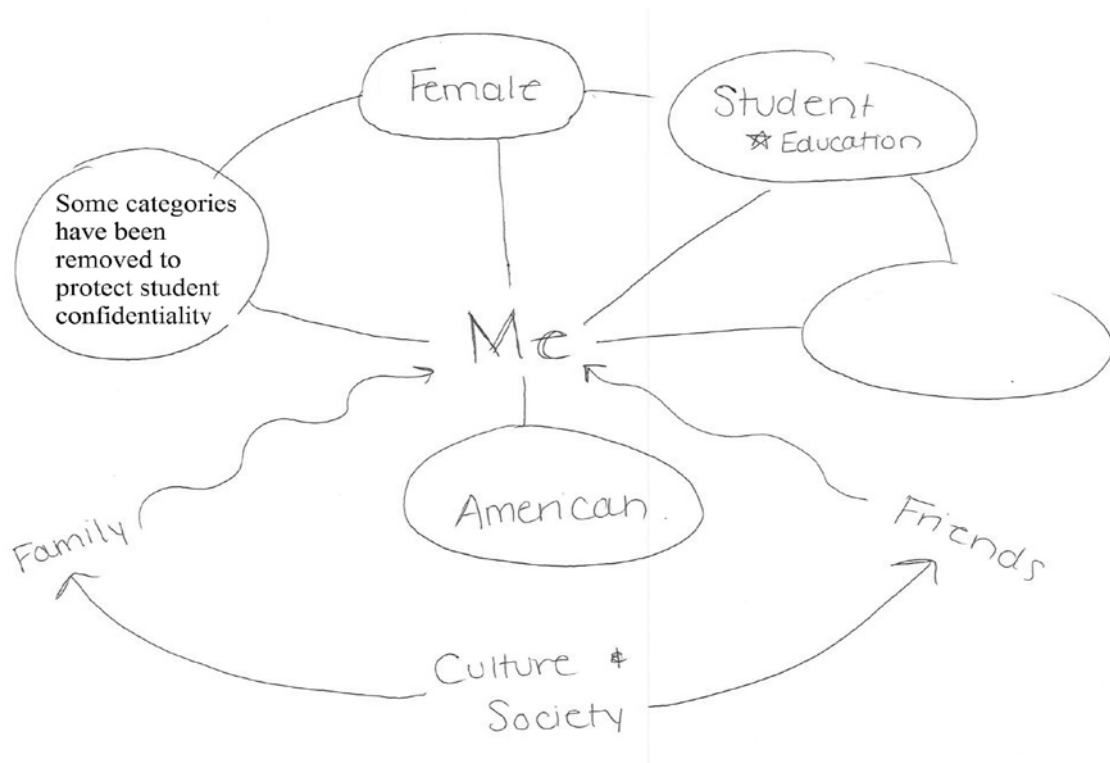 Female
Student
☆ Education
Some categories
have been
removed to
protect student
confidentiality
Me
American.
Family
Friends
Culture &
Society